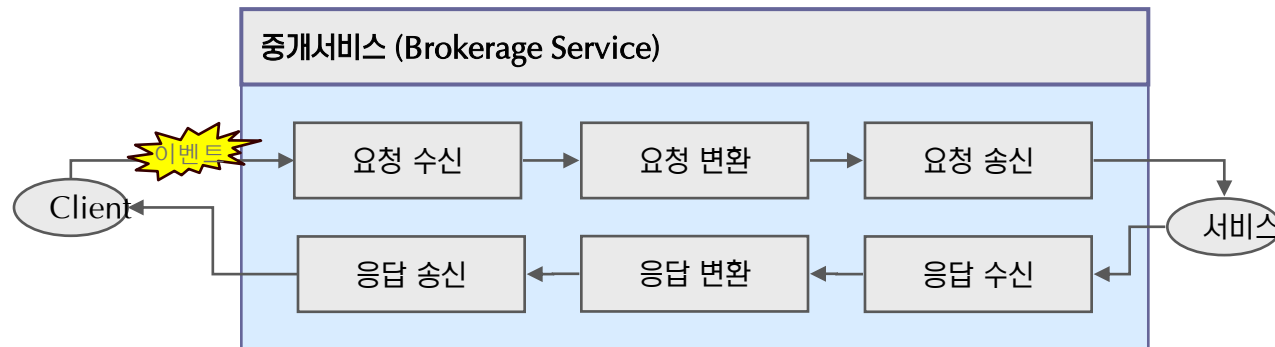 중개서비스 (Brokerage Service)
이벤트
요청 수신
요청 변환
요청 송신
Client
서비스
응답 송신
응답 변환
응답 수신